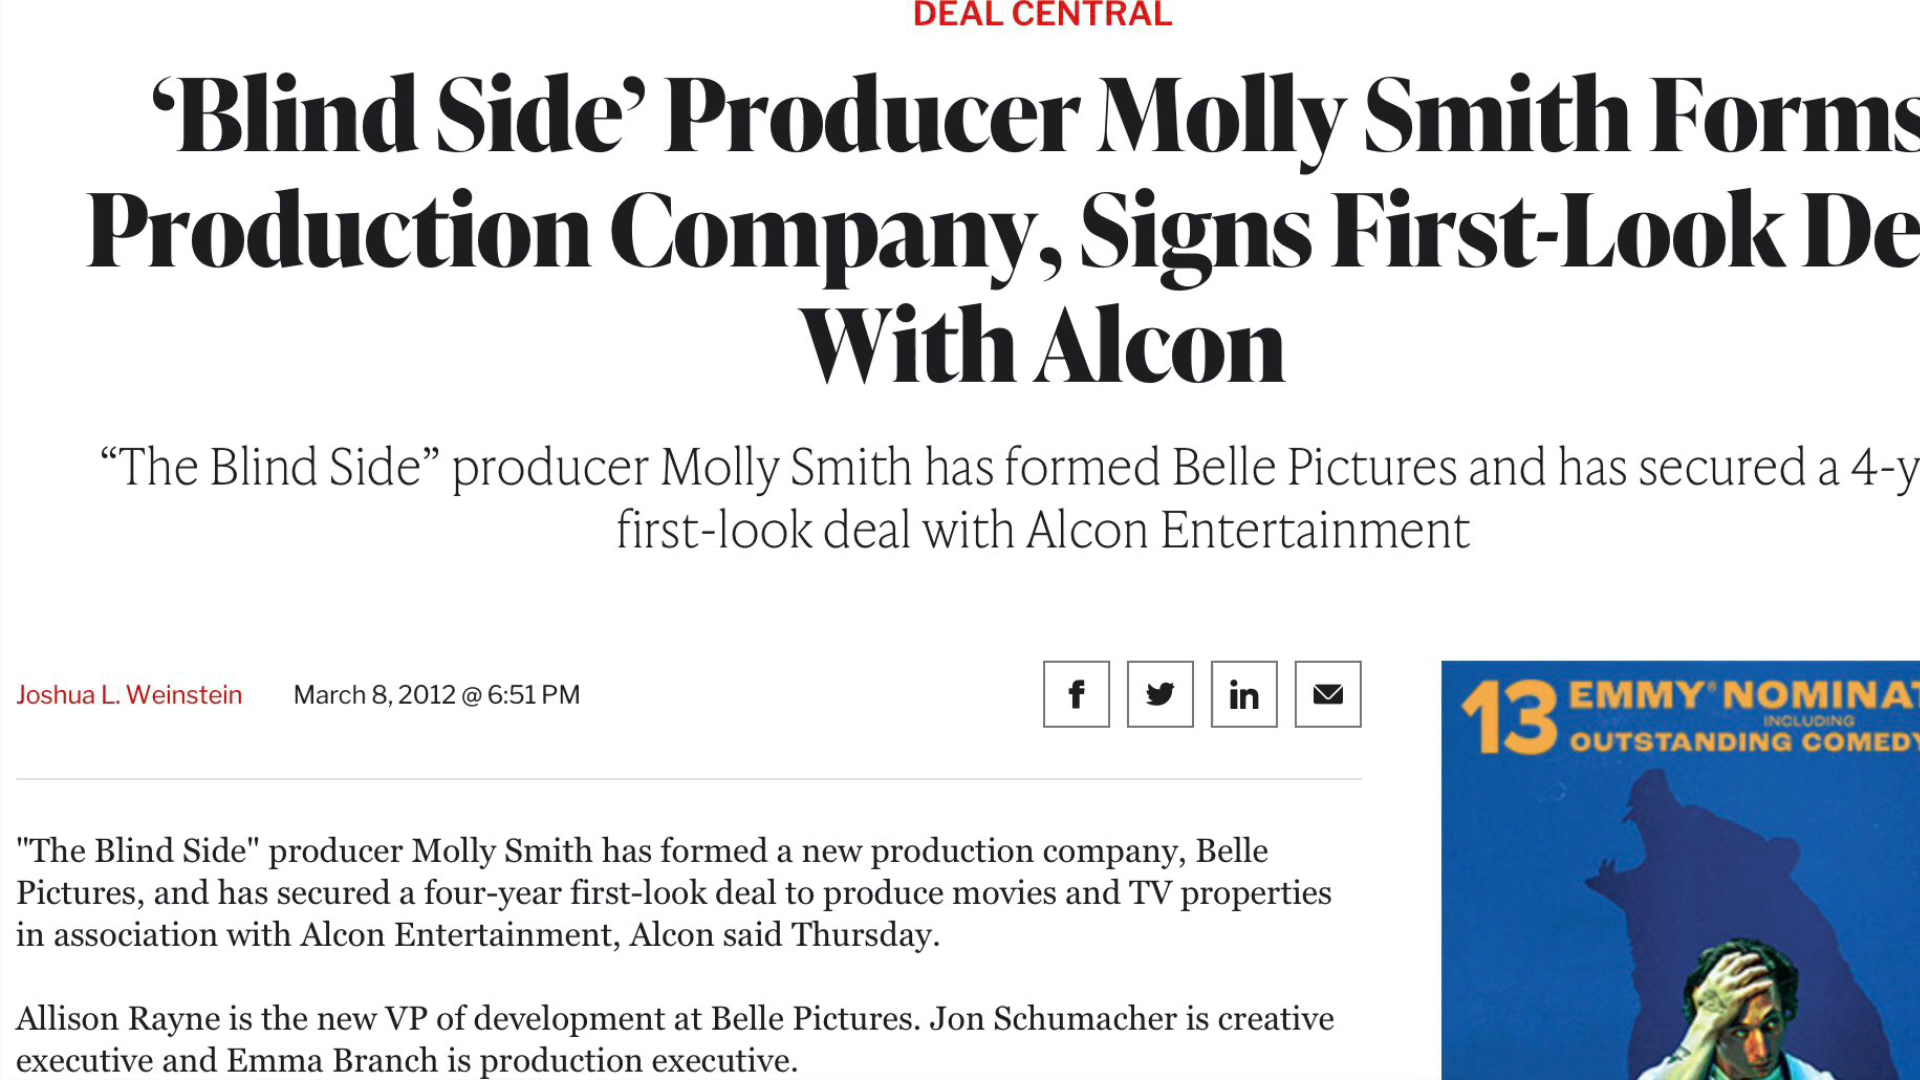 DEAL CENTRAL
‘Blind Side’ Producer Molly Smith Forms
Production Company, Signs First-Look De
With Alcon
“The Blind Side” producer Molly Smith has formed Belle Pictures and has secured a 4-y
first-look deal with Alcon Entertainment
Joshua L. Weinstein March 8, 2012 @ 6:51 PM
13 EMMY® NOMINAT
INCLUDING
OUTSTANDING COMEDY
"The Blind Side" producer Molly Smith has formed a new production company, Belle
Pictures, and has secured a four-year first-look deal to produce movies and TV properties
in association with Alcon Entertainment, Alcon said Thursday.
Allison Rayne is the new VP of development at Belle Pictures. Jon Schumacher is creative
executive and Emma Branch is production executive.